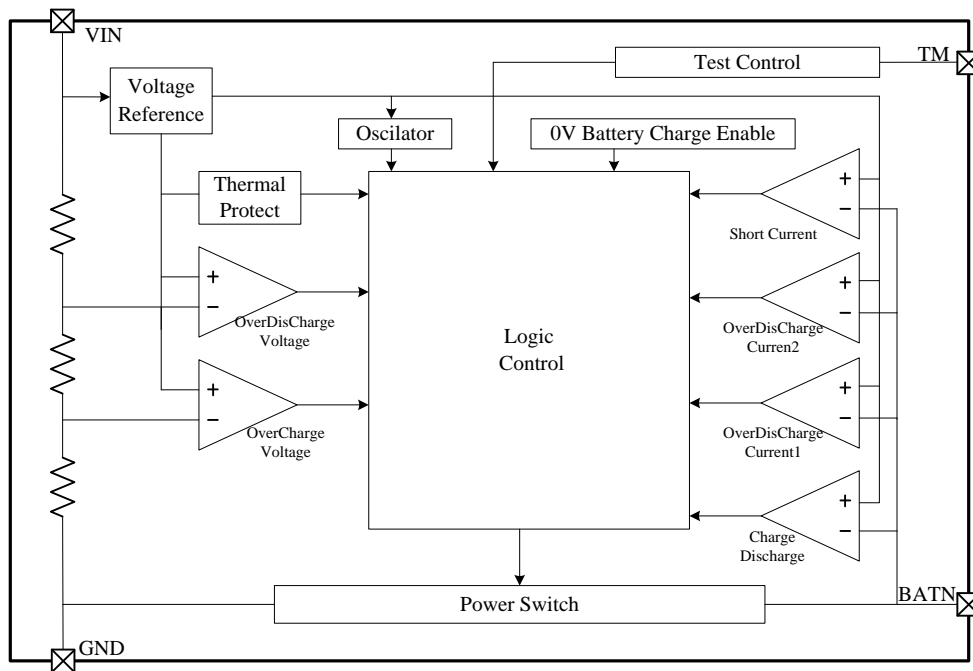 VIN
TM
Test Control
Voltage
Reference
Oscilator
0V Battery Charge Enable
Thermal
Protect
+
−
Short Current
+
−
OverDisCharge
Voltage
+
−
OverDisCharge
Curren2
Logic
Control
+
−
OverCharge
Voltage
+
−
OverDisCharge
Current1
+
−
Charge
Discharge
Power Switch
BATN
GND